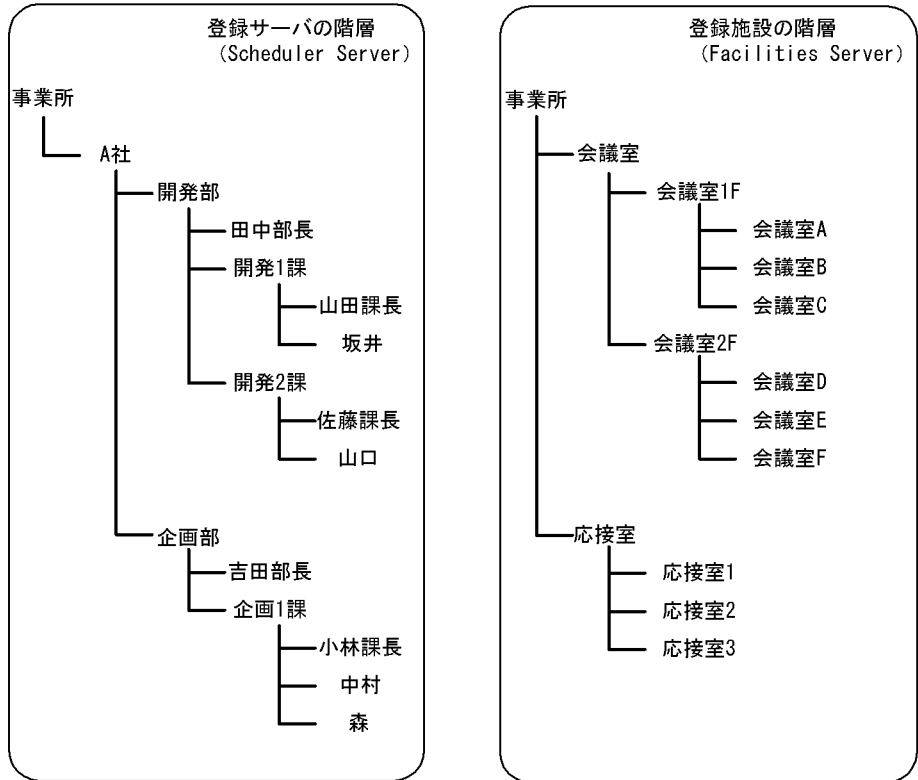 登録サーバの階層
(Scheduler Server)
事業所
A社
開発部
田中部長
開発1課
山田課長
坂井
開発2課
佐藤課長
山口
企画部
吉田部長
企画1課
小林課長
中村
森
登録施設の階層
(Facilities Server)
事業所
会議室
会議室1F
会議室A
会議室B
会議室C
会議室2F
会議室D
会議室E
会議室F
応接室
応接室1
応接室2
応接室3